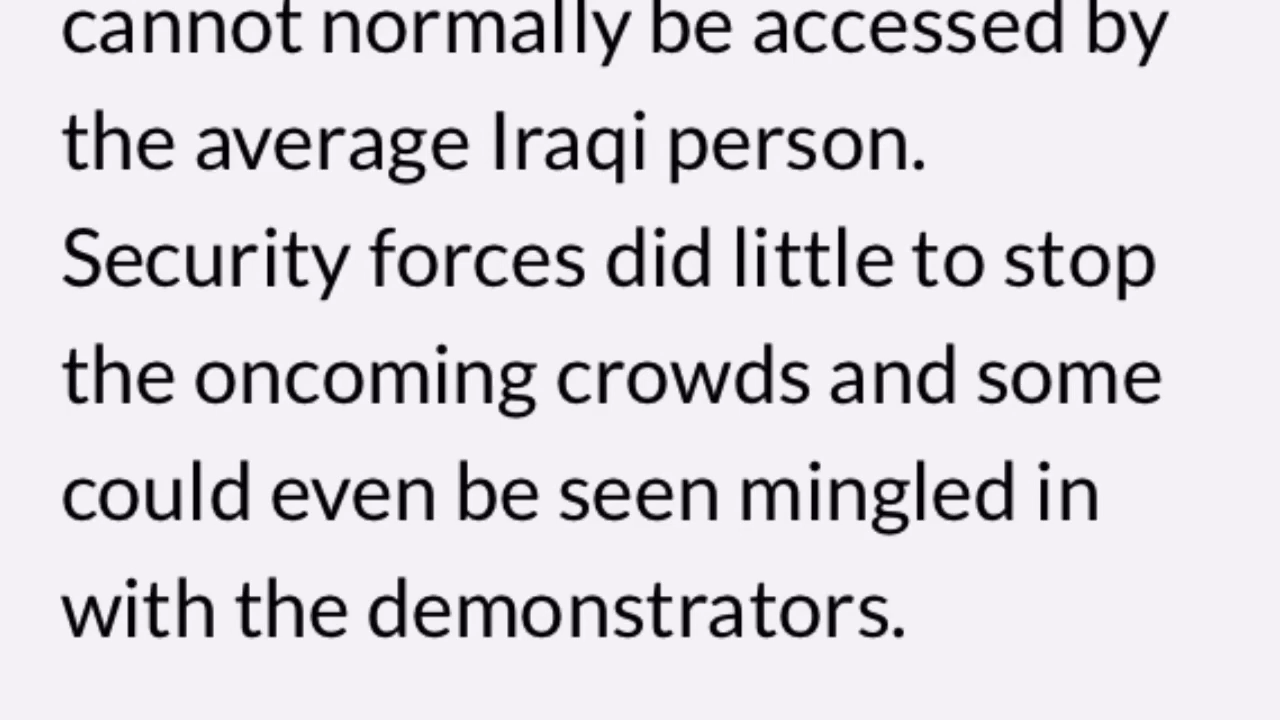 cannot normally be accessed by
the average Iraqi person.
Security forces did little to stop
the oncoming crowds and some
could even be seen mingled in
with the demonstrators.